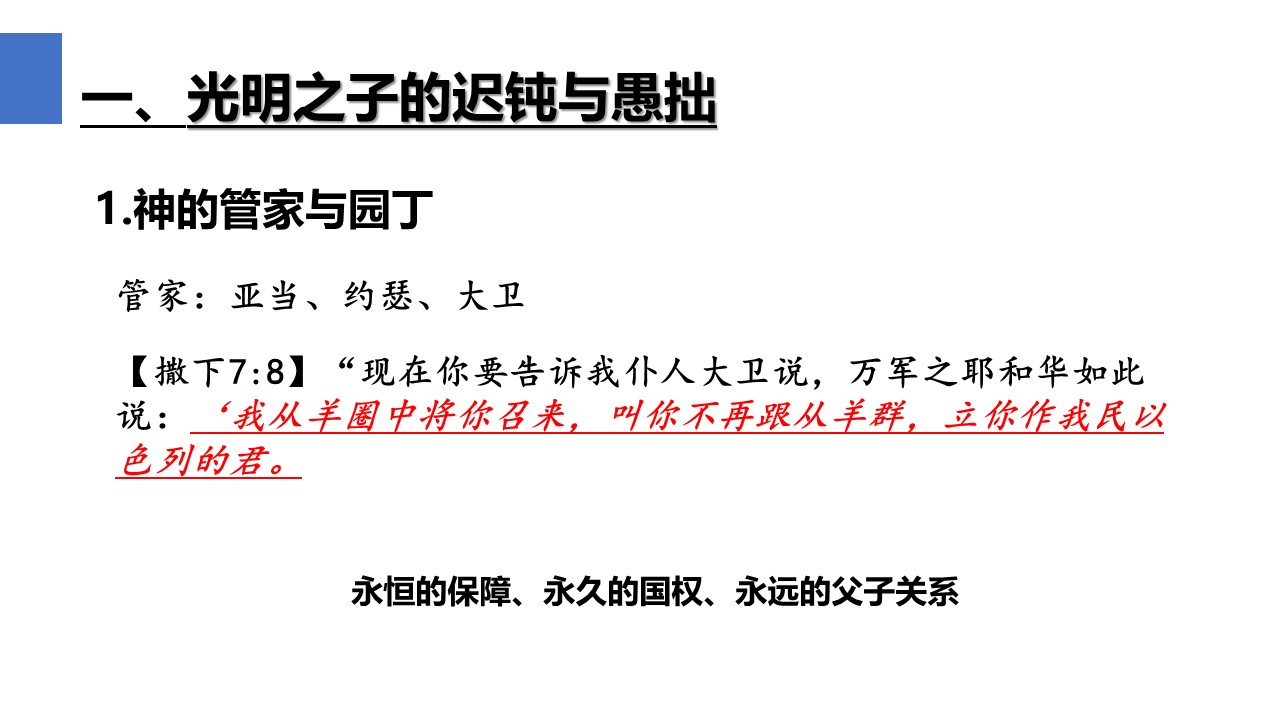 一、光明之子的迟钝与愚拙
1.神的管家与园丁
管家：亚当、约瑟、大卫
【撒下7:8】“现在你要告诉我仆人大卫说，万军之耶和华如此
说：‘我从羊圈中将你召来，叫你不再跟从羊群，立你作我民以
色列的君。
永恒的保障、永久的国权、永远的父子关系